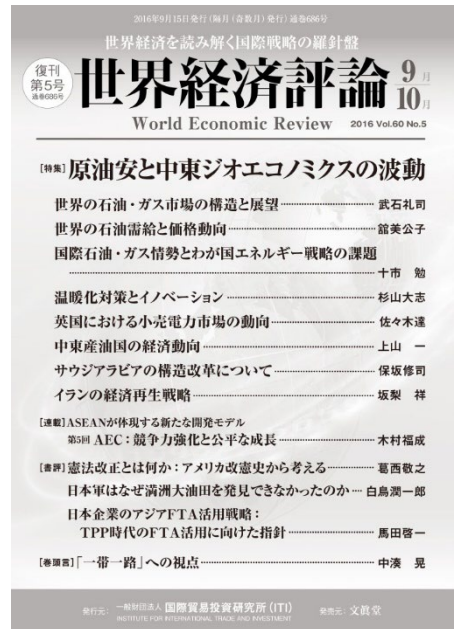 2016年9月15日発行(隔月(奇数月)発行)通巻686号
世界経済を読み解く国際戦略の羅針盤
復刊
第5号
通巻686号
世界経済評論 9月
10月
World Economic Review 2016 Vol.60 No.5
[特集]原油安と中東ジオエコノミクスの波動
世界の石油・ガス市場の構造と展望 武石礼司
世界の石油需給と価格動向 舘美公子
国際石油・ガス情勢とわが国エネルギー戦略の課題
十市 勉
温暖化対策とイノベーション 杉山大志
英国における小売電力市場の動向 佐々木達
中東産油国の経済動向 上山 一
サウジアラビアの構造改革について 保坂修司
イランの経済再生戦略 坂梨 祥
[連載]ASEANが体現する新たな開発モデル
第5回 AEC:競争力強化と公平な成長 木村福成
[書評]憲法改正とは何か:アメリカ改憲史から考える 葛西敬之
日本軍はなぜ満洲大油田を発見できなかったのか 白鳥潤一郎
日本企業のアジアFTA活用戦略:
TPP時代のFTA活用に向けた指針 馬田啓一
[巻頭言]「一帯一路」への視点 中湊 晃
発行元: 一般財団法人 国際貿易投資研究所(ITI) 発売元: 文眞堂
INSTITUTE FOR INTERNATIONAL TRADE AND INVESTMENT